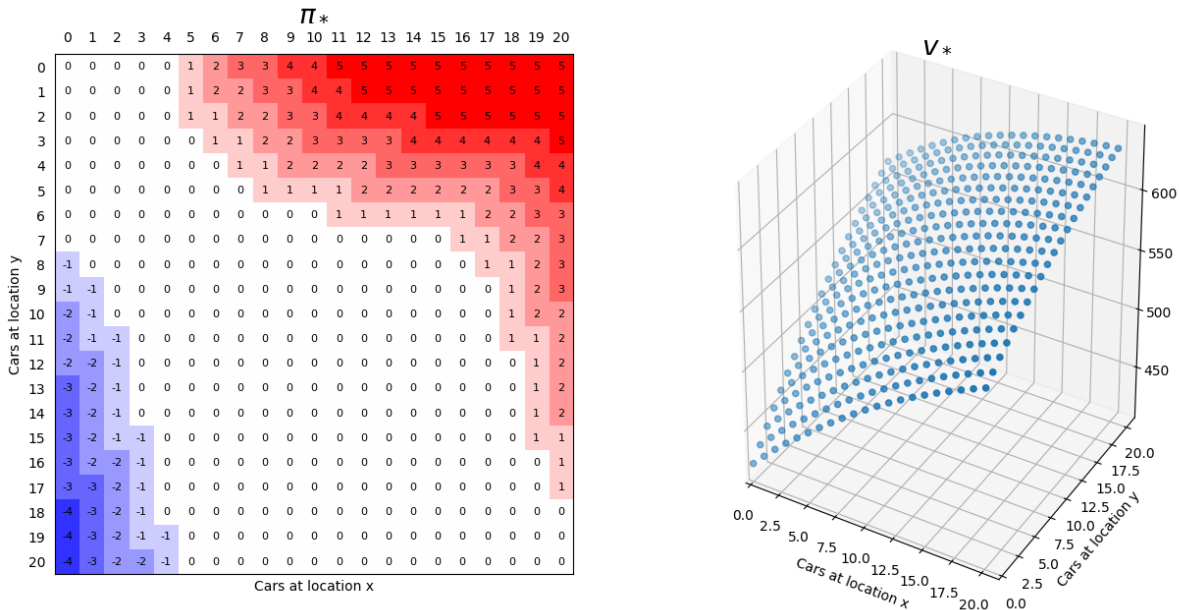 π*
0 1 2 3 4 5 6 7 8 9 10 11 12 13 14 15 16 17 18 19 20
0 0 0 0 0 0 1 2 3 3 4 4 5 5 5 5 5 5 5 5 5 5
1 0 0 0 0 0 1 2 2 3 3 4 4 5 5 5 5 5 5 5 5 5
2 0 0 0 0 0 1 1 2 2 3 3 4 4 4 4 5 5 5 5 5 5
3 0 0 0 0 0 0 1 1 2 2 3 3 3 3 4 4 4 4 4 4 5
4 0 0 0 0 0 0 0 1 1 2 2 2 2 3 3 3 3 3 3 4 4
5 0 0 0 0 0 0 0 0 1 1 1 1 2 2 2 2 2 2 3 3 4
6 0 0 0 0 0 0 0 0 0 0 0 1 1 1 1 1 1 2 2 3 3
7 0 0 0 0 0 0 0 0 0 0 0 0 0 0 0 0 1 1 2 2 3
8 -1 0 0 0 0 0 0 0 0 0 0 0 0 0 0 0 0 1 1 2 3
9 -1 -1 0 0 0 0 0 0 0 0 0 0 0 0 0 0 0 0 1 2 3
10 -2 -1 0 0 0 0 0 0 0 0 0 0 0 0 0 0 0 0 1 2 2
11 -2 -1 -1 0 0 0 0 0 0 0 0 0 0 0 0 0 0 0 1 1 2
12 -2 -2 -1 0 0 0 0 0 0 0 0 0 0 0 0 0 0 0 0 1 2
13 -3 -2 -1 0 0 0 0 0 0 0 0 0 0 0 0 0 0 0 0 1 2
14 -3 -2 -1 0 0 0 0 0 0 0 0 0 0 0 0 0 0 0 0 1 2
15 -3 -2 -1 -1 0 0 0 0 0 0 0 0 0 0 0 0 0 0 0 1 1
16 -3 -2 -2 -1 0 0 0 0 0 0 0 0 0 0 0 0 0 0 0 0 1
17 -3 -3 -2 -1 0 0 0 0 0 0 0 0 0 0 0 0 0 0 0 0 1
18 -4 -3 -2 -1 0 0 0 0 0 0 0 0 0 0 0 0 0 0 0 0 0
19 -4 -3 -2 -1 -1 0 0 0 0 0 0 0 0 0 0 0 0 0 0 0 0
20 -4 -3 -2 -2 -1 0 0 0 0 0 0 0 0 0 0 0 0 0 0 0 0
Cars at location y
Cars at location x
v*
600
550
500
450
0.0 2.5 5.0 7.5 10.0 12.5 15.0 17.5 20.0
Cars at location x
0.0 2.5 5.0 7.5 10.0 12.5 15.0 17.5 20.0
Cars at location y